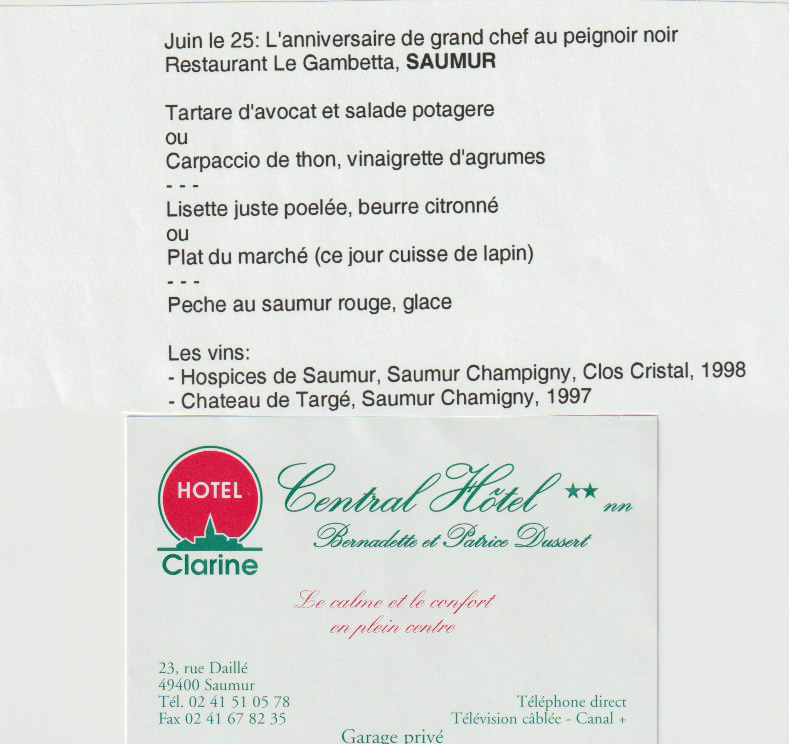 Juin le 25: L'anniversaire de grand chef au peignoir noir
Restaurant Le Gambetta, SAUMUR
Tartare d'avocat et salade potagere
ou
Carpaccio de thon, vinaigrette d'agrumes
- - -
Lisette juste poelée, beurre citronné
ou
Plat du marché (ce jour cuisse de lapin)
- - -
Peche au saumur rouge, glace
Les vins:
- Hospices de Saumur, Saumur Champigny, Clos Cristal, 1998
- Chateau de Targé, Saumur Chamigny, 1997
HOTEL
Clarine
Central Hôtel ★★ nn
Bernadette et Patrice Dussert
Le calme et le confort
en plein centre
23, rue Daillé
49400 Saumur
Tél. 02 41 51 05 78
Fax 02 41 67 82 35
Téléphone direct
Télévision câblée - Canal +
Garage privé